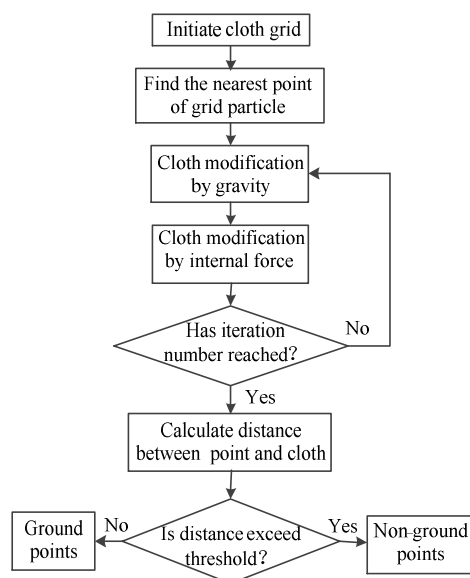 Initiate cloth grid
Find the nearest point
of grid particle
Cloth modification
by gravity
Cloth modification
by internal force
Has iteration
number reached?
No
Yes
Calculate distance
between point and cloth
Is distance exceed
threshold?
No
Ground
points
Yes
Non-ground
points